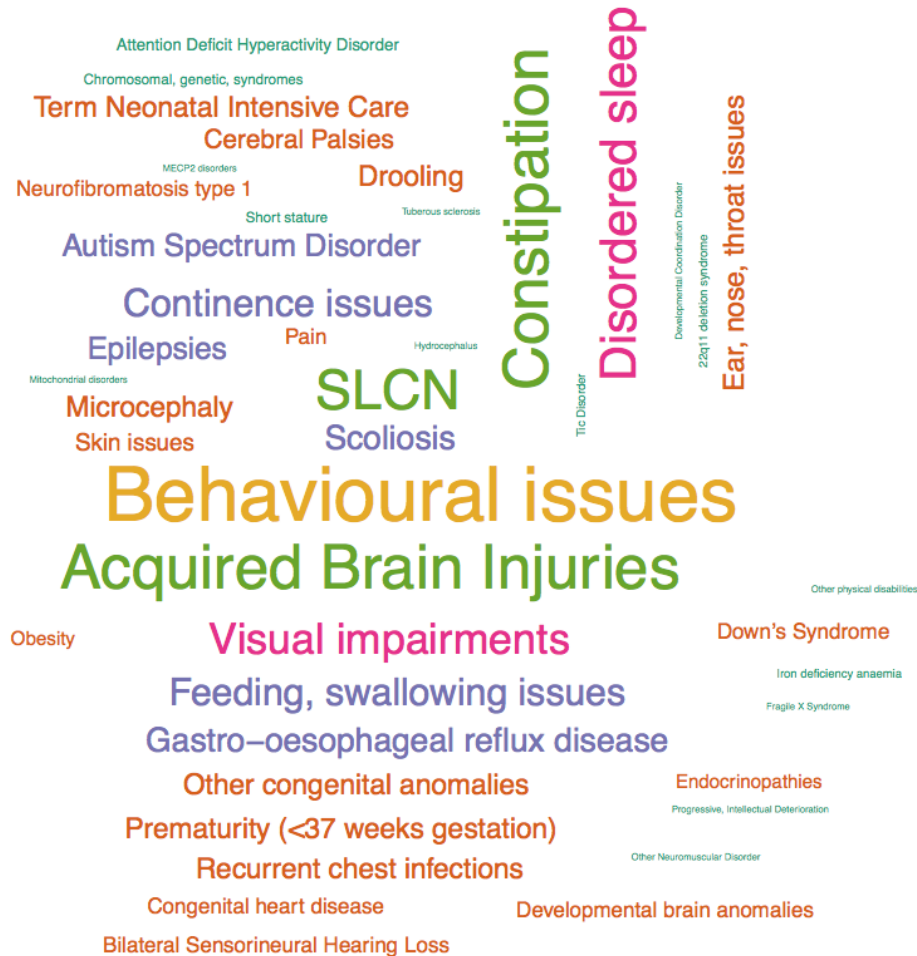 Attention Deficit Hyperactivity Disorder
Chromosomal, genetic, syndromes
Term Neonatal Intensive Care
Cerebral Palsies
MECP2 disorders
Neurofibromatosis type 1
Drooling
Short stature
Tuberous sclerosis
Autism Spectrum Disorder
Continence issues
Epilepsies
Pain
Hydrocephalus
Mitochondrial disorders
Microcephaly
SLCN
Skin issues
Scoliosis
Constipation
Tic Disorder
Disordered sleep
Developmental Coordination Disorder
22q11 deletion syndrome
Ear, nose, throat issues
Behavioural issues
Acquired Brain Injuries
Other physical disabilities
Obesity
Visual impairments
Down's Syndrome
Feeding, swallowing issues
Iron deficiency anaemia
Fragile X Syndrome
Gastro−oesophageal reflux disease
Other congenital anomalies
Endocrinopathies
Progressive, Intellectual Deterioration
Prematurity (<37 weeks gestation)
Other Neuromuscular Disorder
Recurrent chest infections
Congenital heart disease
Developmental brain anomalies
Bilateral Sensorineural Hearing Loss